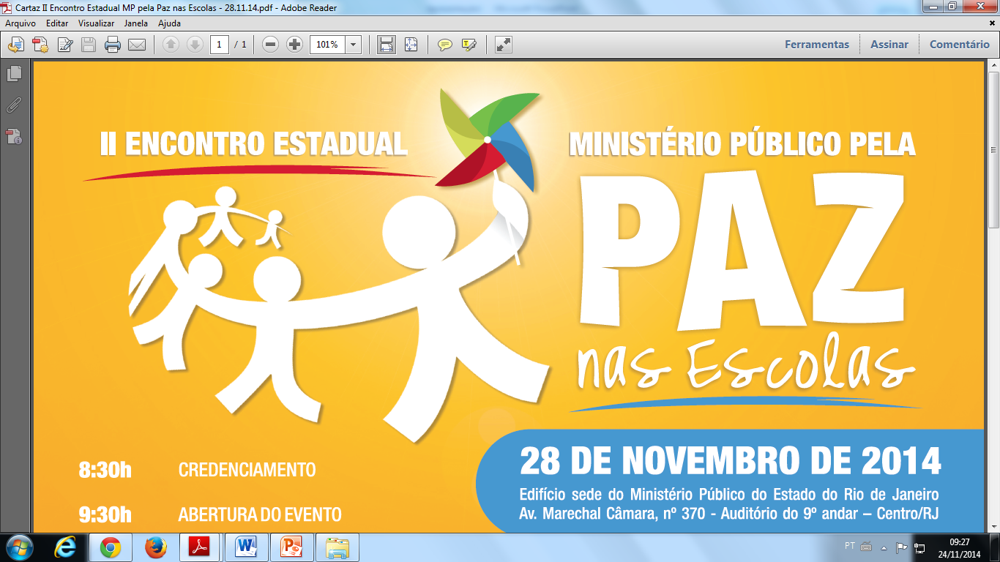 Cartaz II Encontro Estadual MP pela Paz nas Escolas - 28.11.14.pdf - Adobe Reader
Arquivo Editar Visualizar Janela Ajuda
1 / 1 101% Ferramentas Assinar Comentário
II ENCONTRO ESTADUAL
MINISTÉRIO PÚBLICO PELA
PAZ
nas Escolas
28 DE NOVEMBRO DE 2014
Edifício sede do Ministério Público do Estado do Rio de Janeiro
Av. Marechal Câmara, nº 370 - Auditório do 9º andar – Centro/RJ
8:30h CREDENCIAMENTO
9:30h ABERTURA DO EVENTO
PT
09:27
24/11/2014